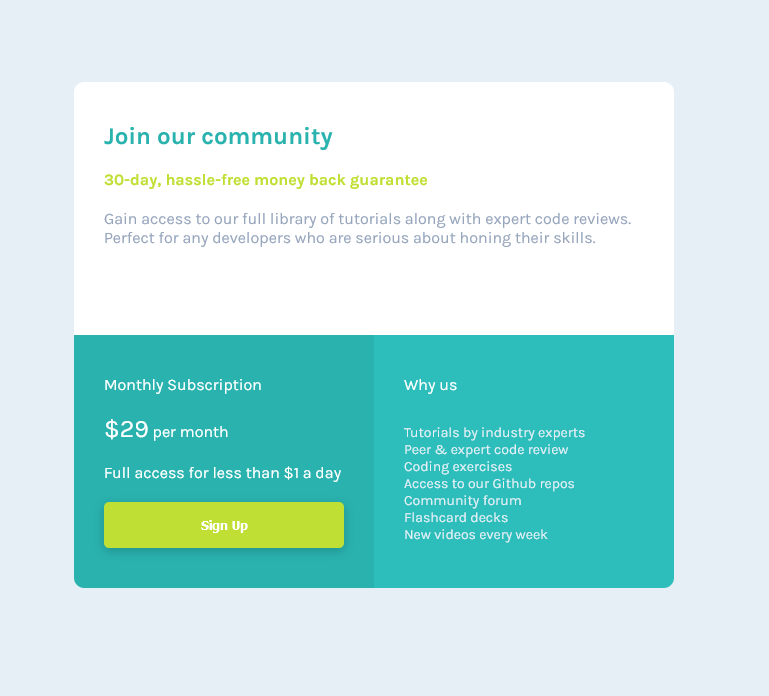 Join our community
30-day, hassle-free money back guarantee
Gain access to our full library of tutorials along with expert code reviews.
Perfect for any developers who are serious about honing their skills.
Monthly Subscription
$29 per month
Full access for less than $1 a day
Sign Up
Why us
Tutorials by industry experts
Peer & expert code review
Coding exercises
Access to our Github repos
Community forum
Flashcard decks
New videos every week